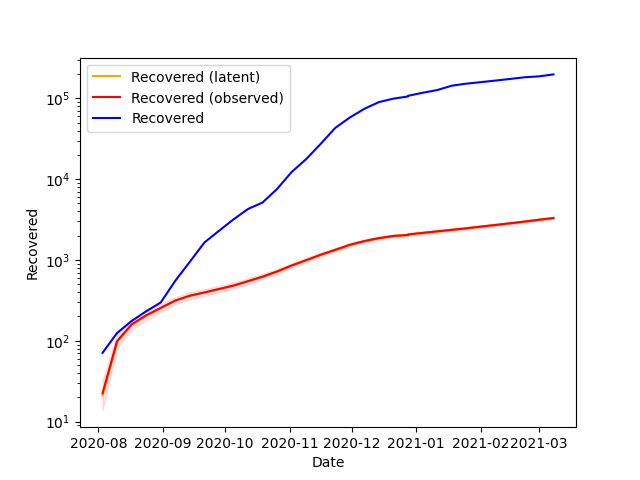 Recovered (latent)
Recovered (observed)
Recovered
Recovered
10^5
10^4
10^3
10^2
10^1
2020-08 2020-09 2020-10 2020-11 2020-12 2021-01 2021-02 2021-03
Date